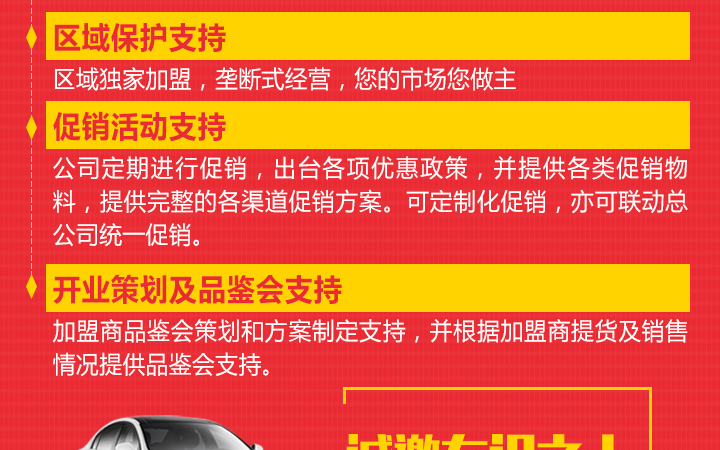 区域保护支持
区域独家加盟，垄断式经营，您的市场您做主
促销活动支持
公司定期进行促销，出台各项优惠政策，并提供各类促销物
料，提供完整的各渠道促销方案。可定制化促销，亦可联动总
公司统一促销。
开业策划及品鉴会支持
加盟商品鉴会策划和方案制定支持，并根据加盟商提货及销售
情况提供品鉴会支持。